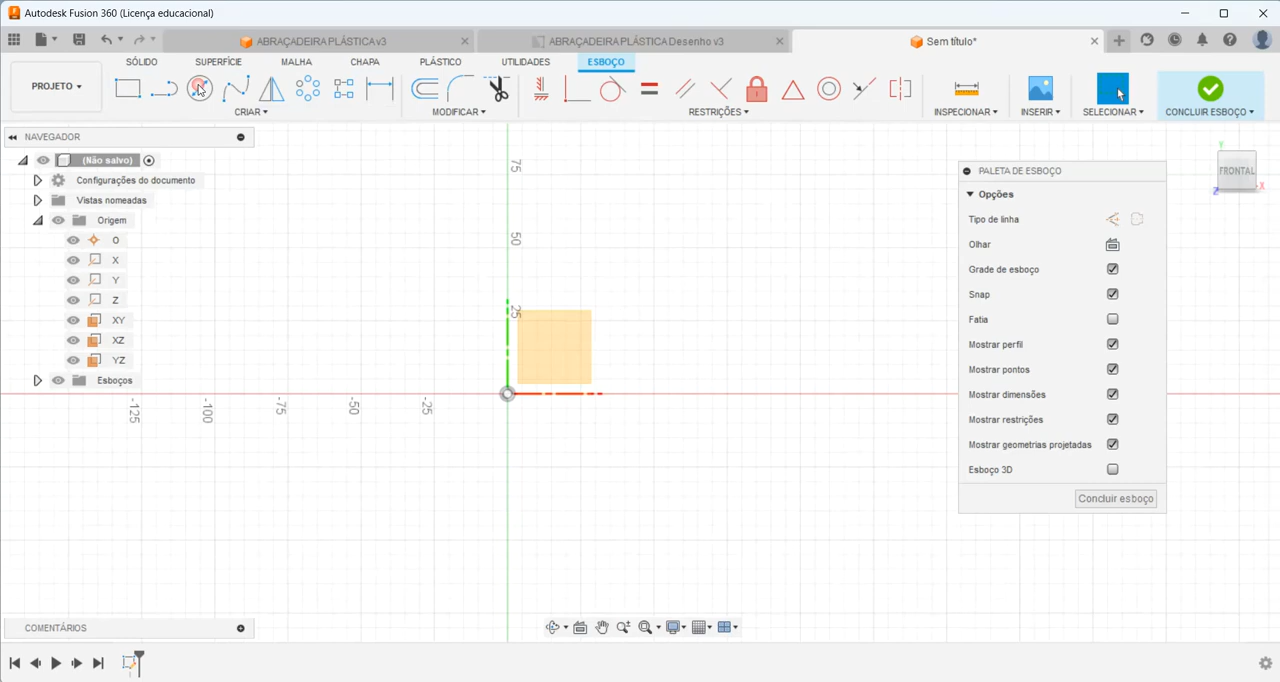 Autodesk Fusion 360 (Licença educacional)
ABRAÇADEIRA PLÁSTICA v3
ABRAÇADEIRA PLÁSTICA Desenho v3
Sem título*
PROJETO
SÓLIDO SUPERFÍCIE MALHA CHAPA PLÁSTICO UTILIDADES ESBOÇO
CRIAR MODIFICAR RESTRIÇÕES INSPECIONAR INSERIR SELECIONAR CONCLUIR ESBOÇO
NAVEGADOR
(Não salvo)
Configurações do documento
Vistas nomeadas
Origem
O
X
Y
Z
XY
XZ
YZ
Esboços
75
50
25
-125 -100 -75 -50 -25
Y
FRONTAL
Z X
PALETA DE ESBOÇO
Opções
Tipo de linha
Olhar
Grade de esboço
Snap
Fatia
Mostrar perfil
Mostrar pontos
Mostrar dimensões
Mostrar restrições
Mostrar geometrias projetadas
Esboço 3D
Concluir esboço
COMENTÁRIOS